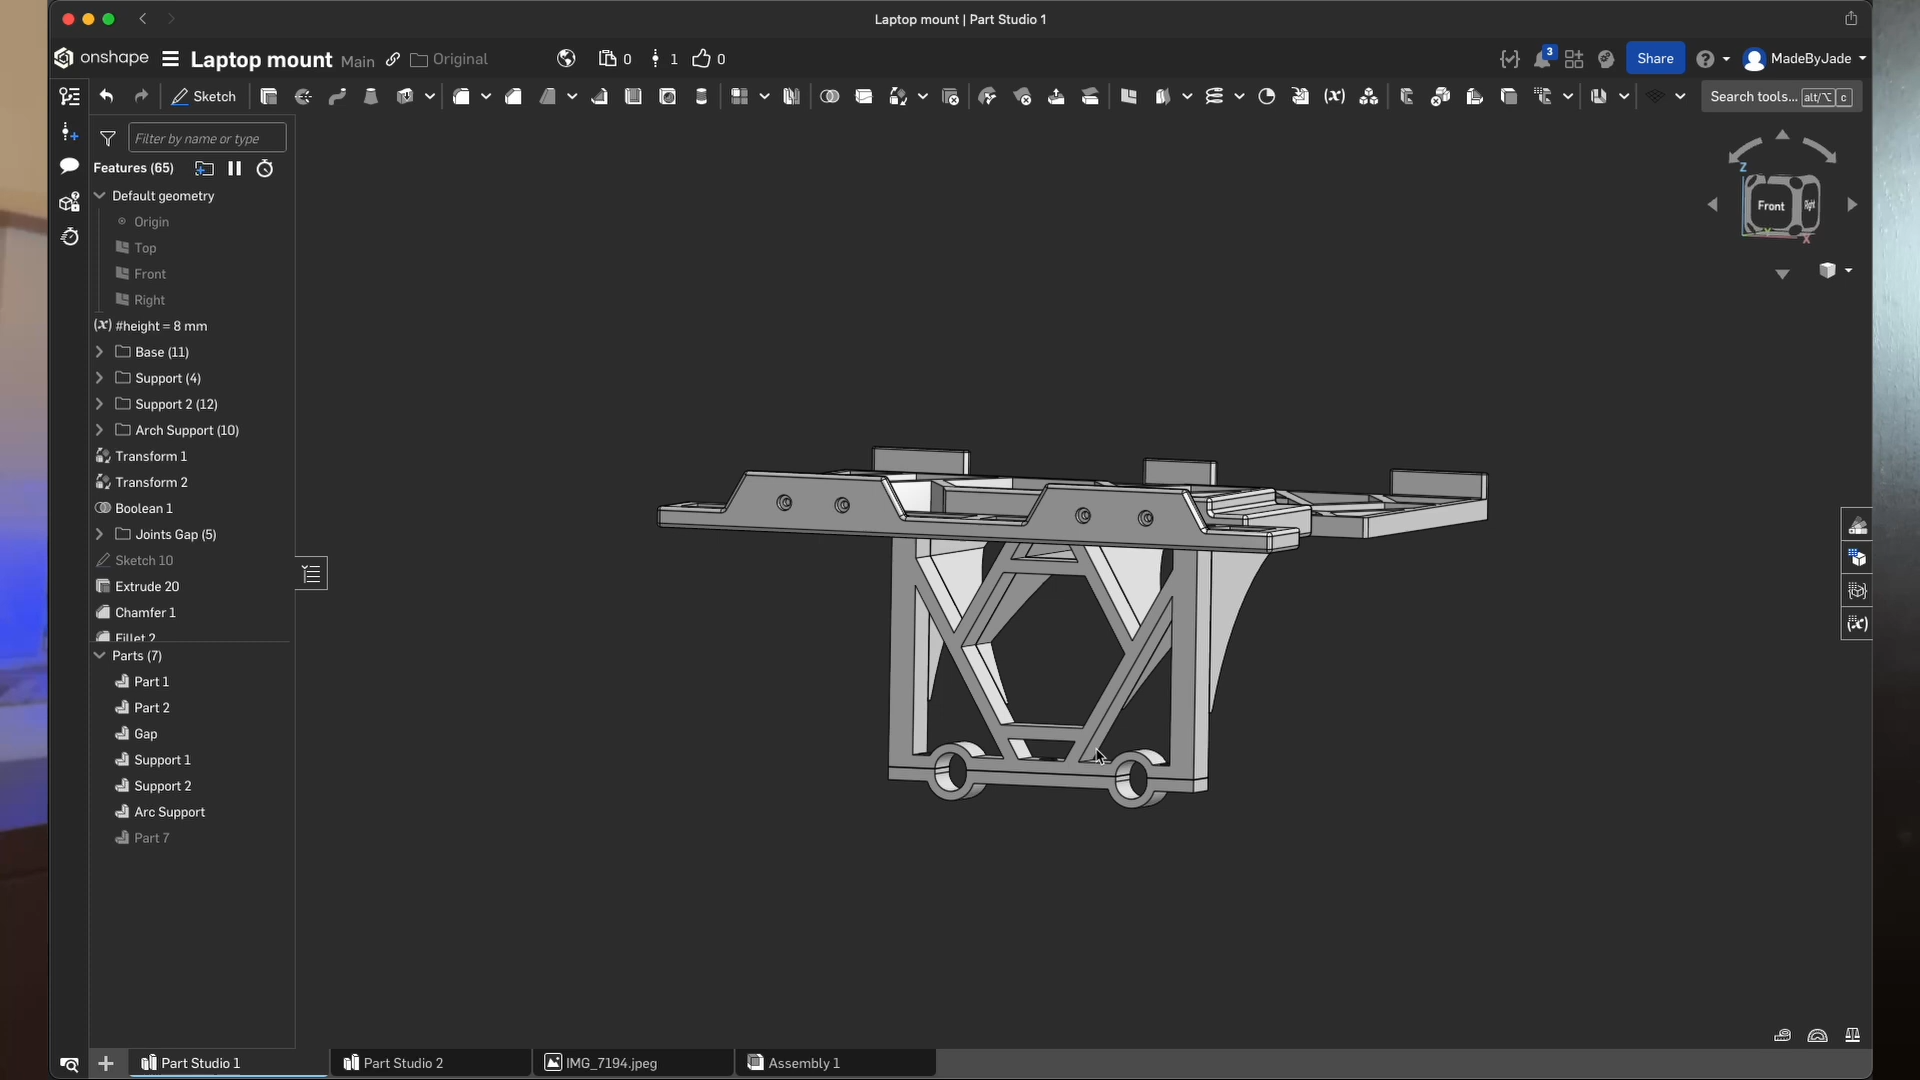 Laptop mount | Part Studio 1
onshape
Laptop mount Main Original 0 1 0
3
Share
MadeByJade
Sketch
Search tools... alt/⌥ c
Filter by name or type
Features (65)
Default geometry
Origin
Top
Front
Right
(x) #height = 8 mm
Base (11)
Support (4)
Support 2 (12)
Arch Support (10)
Transform 1
Transform 2
Boolean 1
Joints Gap (5)
Sketch 10
Extrude 20
Chamfer 1
Fillet 2
Parts (7)
Part 1
Part 2
Gap
Support 1
Support 2
Arc Support
Part 7
Z
Front
Right
Y
X
Part Studio 1
Part Studio 2
IMG_7194.jpeg
Assembly 1